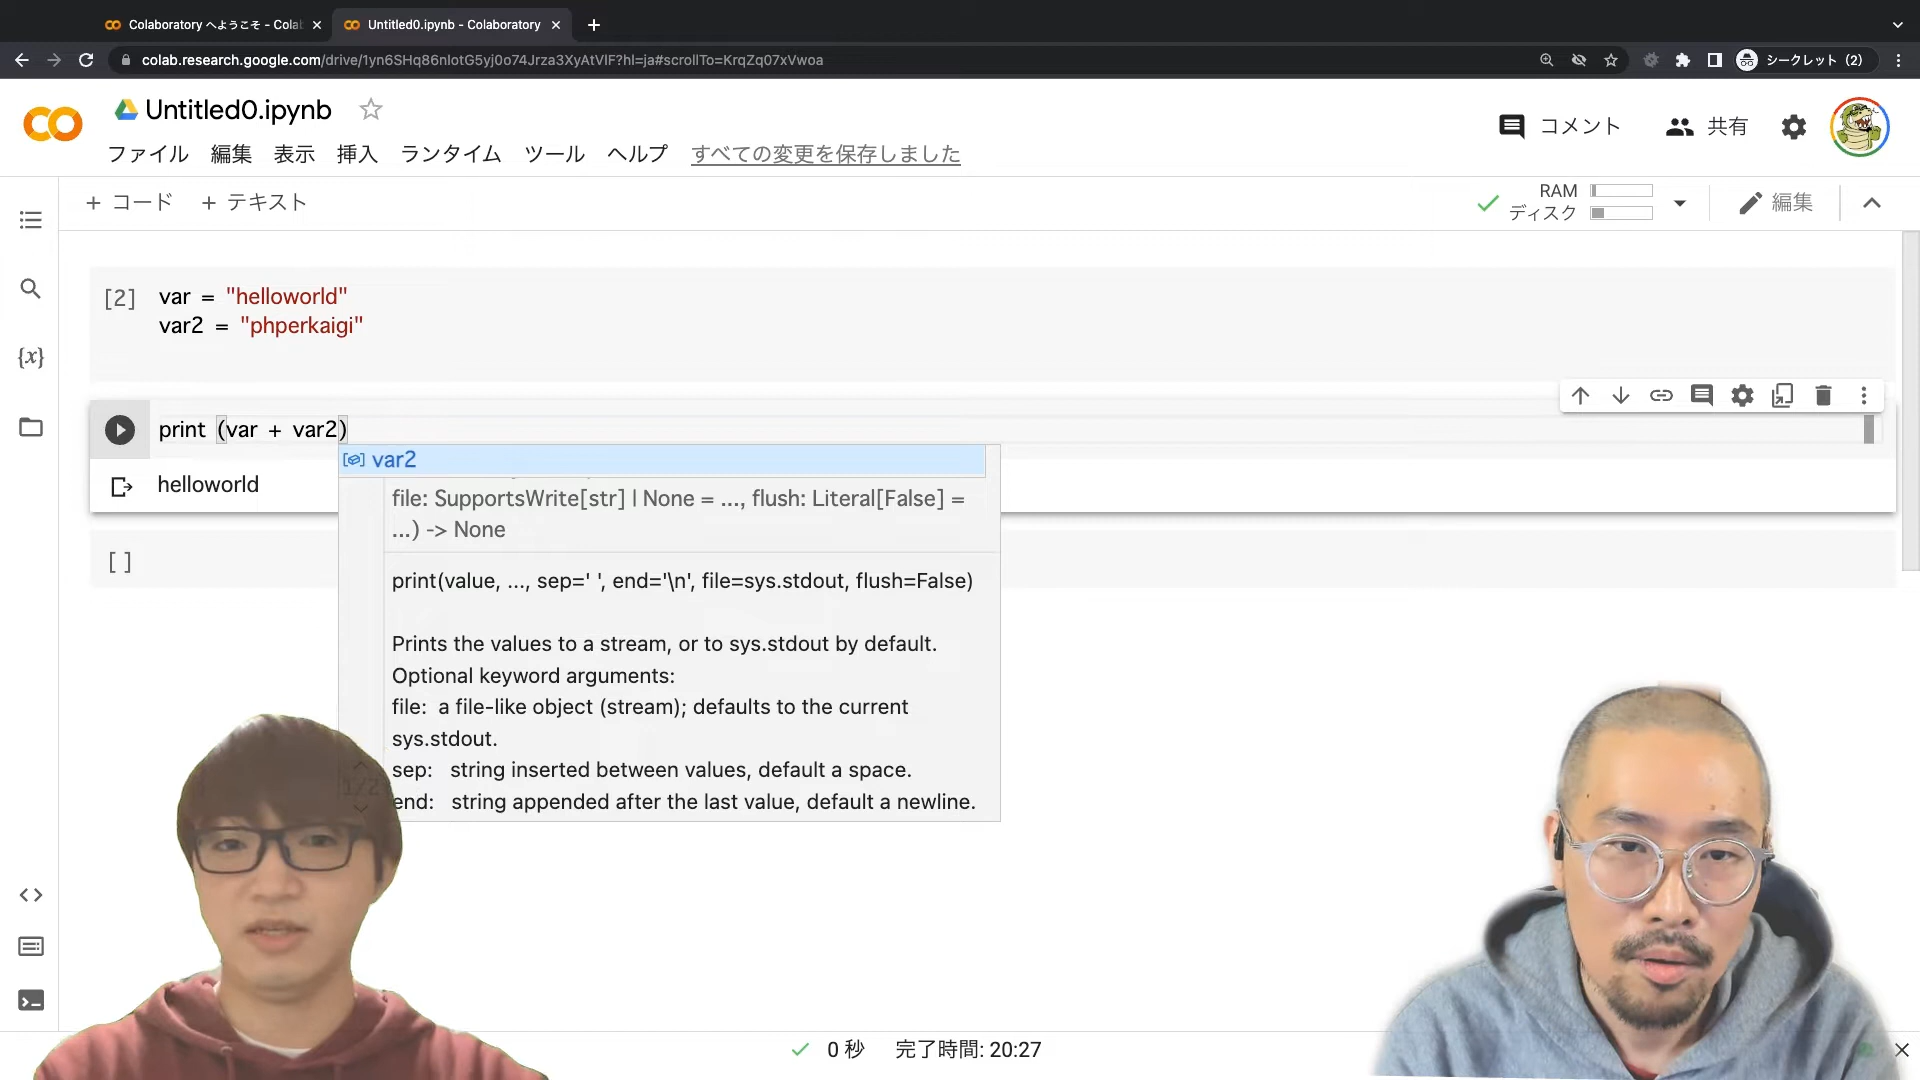 Colaboratory へようこそ - Colab
Untitled0.ipynb - Colaboratory
colab.research.google.com/drive/1yn6SHq86nlotG5yj0o74Jrza3XyAtVIF?hl=ja#scrollTo=KrqZq07xVwoa
シークレット (2)
Untitled0.ipynb
コメント
共有
ファイル 編集 表示 挿入 ランタイム ツール ヘルプ すべての変更を保存しました
+ コード + テキスト
RAM
ディスク
編集
[2] var = "helloworld"
var2 = "phperkaigi"
{x}
print (var + var2)
var2
helloworld
file: SupportsWrite[str] | None = ..., flush: Literal[False] =
...) -> None
[ ]
print(value, ..., sep=' ', end='\n', file=sys.stdout, flush=False)
Prints the values to a stream, or to sys.stdout by default.
Optional keyword arguments:
file: a file-like object (stream); defaults to the current
sys.stdout.
sep: string inserted between values, default a space.
1/2
end: string appended after the last value, default a newline.
0 秒 完了時間: 20:27